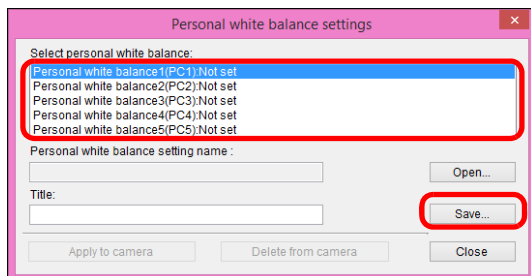 Personal white balance settings
Select personal white balance:
Personal white balance1(PC1):Not set
Personal white balance2(PC2):Not set
Personal white balance3(PC3):Not set
Personal white balance4(PC4):Not set
Personal white balance5(PC5):Not set
Personal white balance setting name :
Open...
Title:
Save...
Apply to camera Delete from camera Close